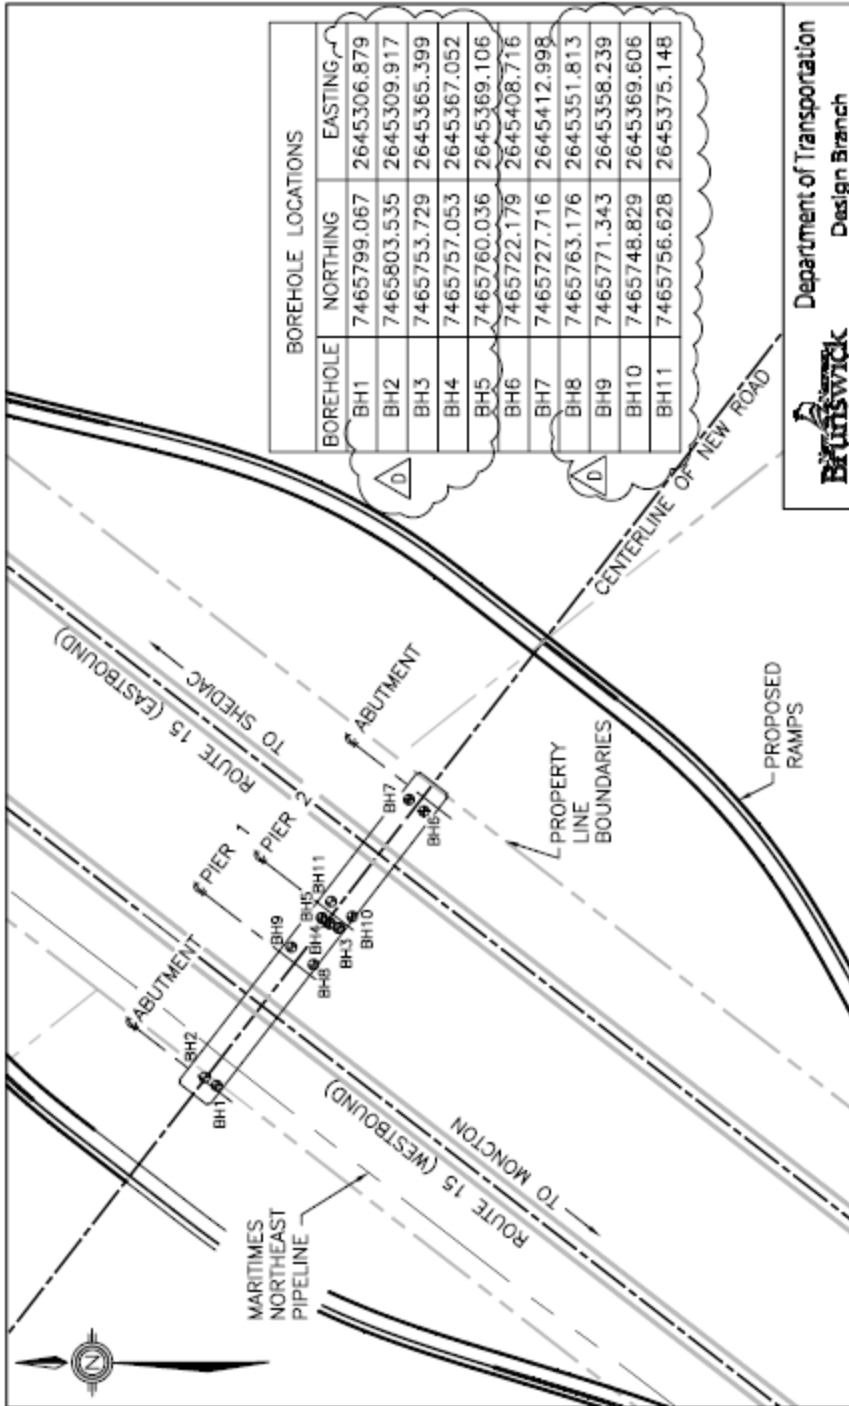 BOREHOLE LOCATIONS
BOREHOLE NORTHING EASTING
BH1 7465799.067 2645306.879
BH2 7465803.535 2645309.917
BH3 7465753.729 2645365.399
BH4 7465757.053 2645367.052
BH5 7465760.036 2645369.106
BH6 7465722.179 2645408.716
BH7 7465727.716 2645412.998
BH8 7465763.176 2645351.813
BH9 7465771.343 2645358.239
BH10 7465748.829 2645369.606
BH11 7465756.628 2645375.148
D
D
N
MARITIMES
NORTHEAST
PIPELINE
℄ ABUTMENT
℄ PIER 1
℄ PIER 2
℄ ABUTMENT
BH2
BH1
BH9
BH8
BH4
BH5
BH11
BH3
BH10
BH7
BH6
ROUTE 15 (EASTBOUND)
TO SHEDIAC
ROUTE 15 (WESTBOUND)
TO MONCTON
PROPERTY
LINE
BOUNDARIES
PROPOSED
RAMPS
CENTERLINE OF NEW ROAD
Brunswick
Department of Transportation
Design Branch